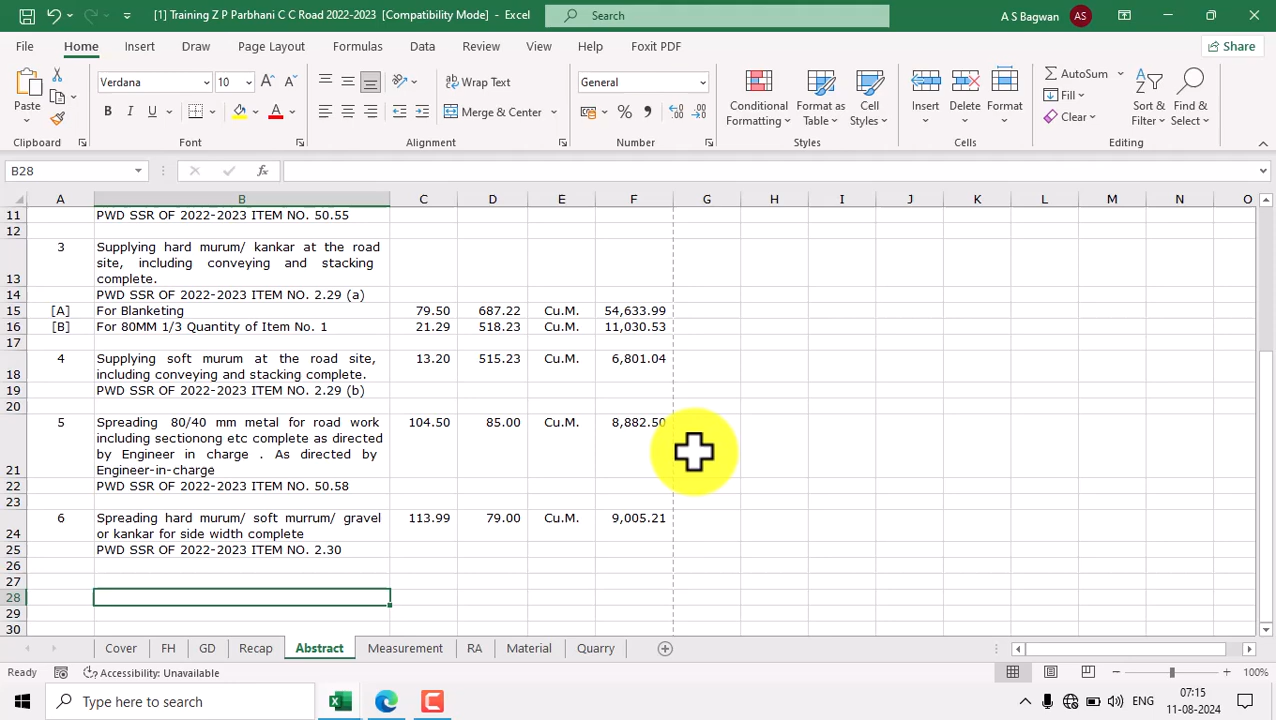 [1] Training Z P Parbhani C C Road 2022-2023 [Compatibility Mode] - Excel
Search
A S Bagwan AS
File Home Insert Draw Page Layout Formulas Data Review View Help Foxit PDF Share
Verdana 10 Wrap Text General AutoSum
Paste Conditional Format as Cell Insert Delete Format Fill Sort & Find &
B I U A Merge & Center % Formatting Table Styles Clear Filter Select
Clipboard Font Alignment Number Styles Cells Editing
B28 fx
A B C D E F G H I J K L M N O
11 PWD SSR OF 2022-2023 ITEM NO. 50.55
12
3 Supplying hard murum/ kankar at the road
site, including conveying and stacking
13 complete.
14 PWD SSR OF 2022-2023 ITEM NO. 2.29 (a)
15 [A] For Blanketing 79.50 687.22 Cu.M. 54,633.99
16 [B] For 80MM 1/3 Quantity of Item No. 1 21.29 518.23 Cu.M. 11,030.53
17
4 Supplying soft murum at the road site, 13.20 515.23 Cu.M. 6,801.04
18 including conveying and stacking complete.
19 PWD SSR OF 2022-2023 ITEM NO. 2.29 (b)
20
5 Spreading 80/40 mm metal for road work 104.50 85.00 Cu.M. 8,882.50
including sectionong etc complete as directed
by Engineer in charge . As directed by
21 Engineer-in-charge
22 PWD SSR OF 2022-2023 ITEM NO. 50.58
23
6 Spreading hard murum/ soft murrum/ gravel 113.99 79.00 Cu.M. 9,005.21
24 or kankar for side width complete
25 PWD SSR OF 2022-2023 ITEM NO. 2.30
26
27
28
29
30
Cover FH GD Recap Abstract Measurement RA Material Quarry
Ready Accessibility: Unavailable 100%
Type here to search ENG 07:15
11-08-2024